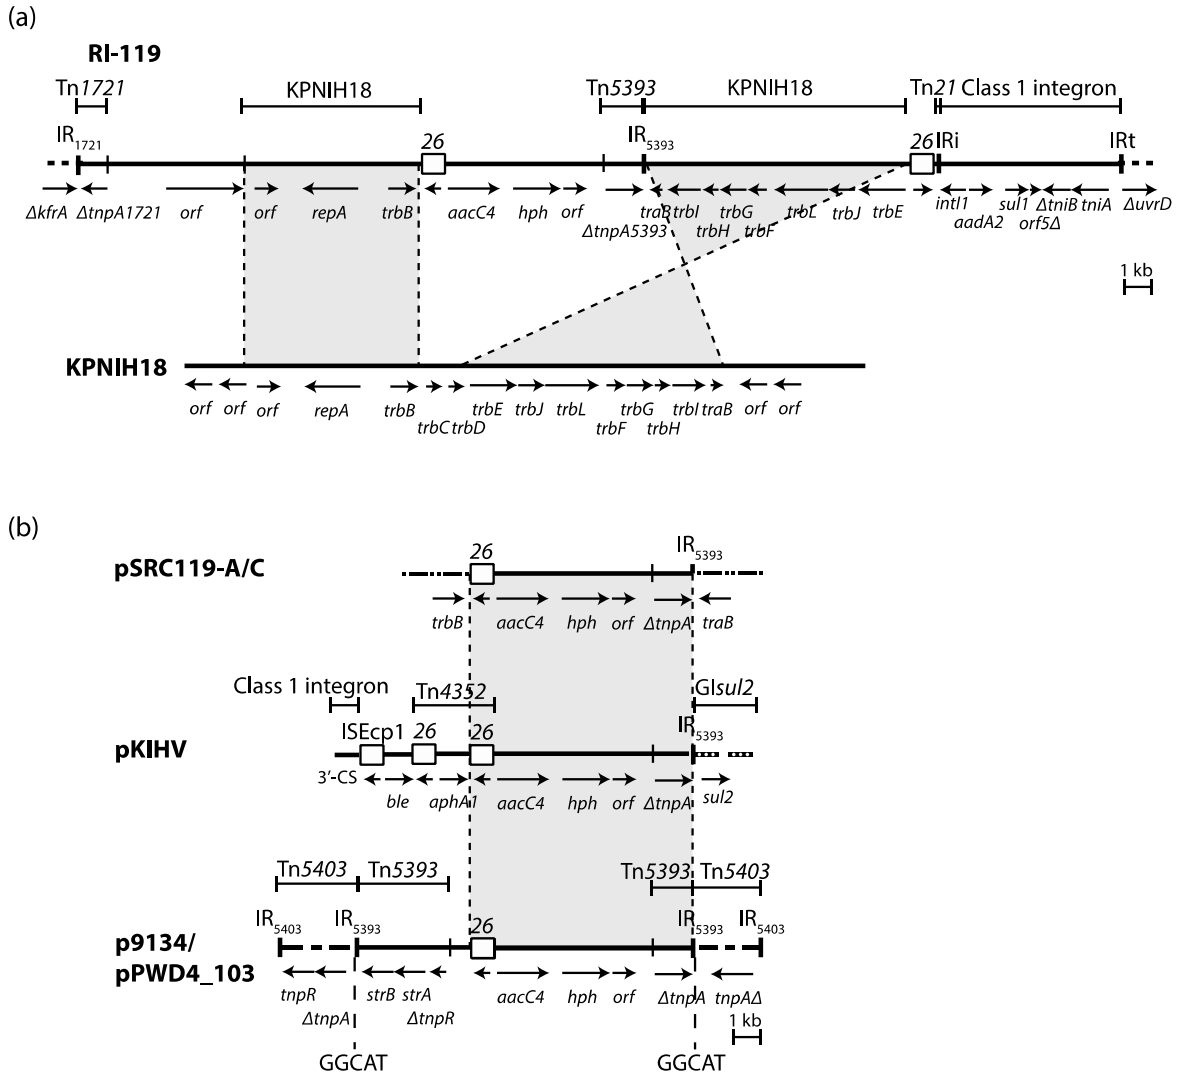 (a)
RI-119
Tn1721 KPNIH18 Tn5393 KPNIH18 Tn21 Class 1 integron
IR1721 26 IR5393 26 IRi IRt
ΔkfrA ΔtnpA1721 orf orf repA trbB aacC4 hph orf ΔtnpA5393 traB trbI trbH trbG trbF trbL trbJ trbE intI1 aadA2 sul1 orf5Δ ΔtniB tniA ΔuvrD
1 kb
KPNIH18
orf orf orf repA trbB trbC trbD trbE trbJ trbL trbF trbG trbH trbI traB orf orf
(b)
pSRC119-A/C
26 IR5393
trbB aacC4 hph orf ΔtnpA traB
Class 1 integron Tn4352 GIsul2
ISEcp1 26 26 IR5393
pKIHV
3'-CS ble aphA1 aacC4 hph orf ΔtnpA sul2
Tn5403 Tn5393 Tn5393 Tn5403
IR5403 IR5393 26 IR5393 IR5403
p9134/
pPWD4_103
tnpR ΔtnpA strB strA ΔtnpR aacC4 hph orf ΔtnpA tnpAΔ
1 kb
GGCAT GGCAT